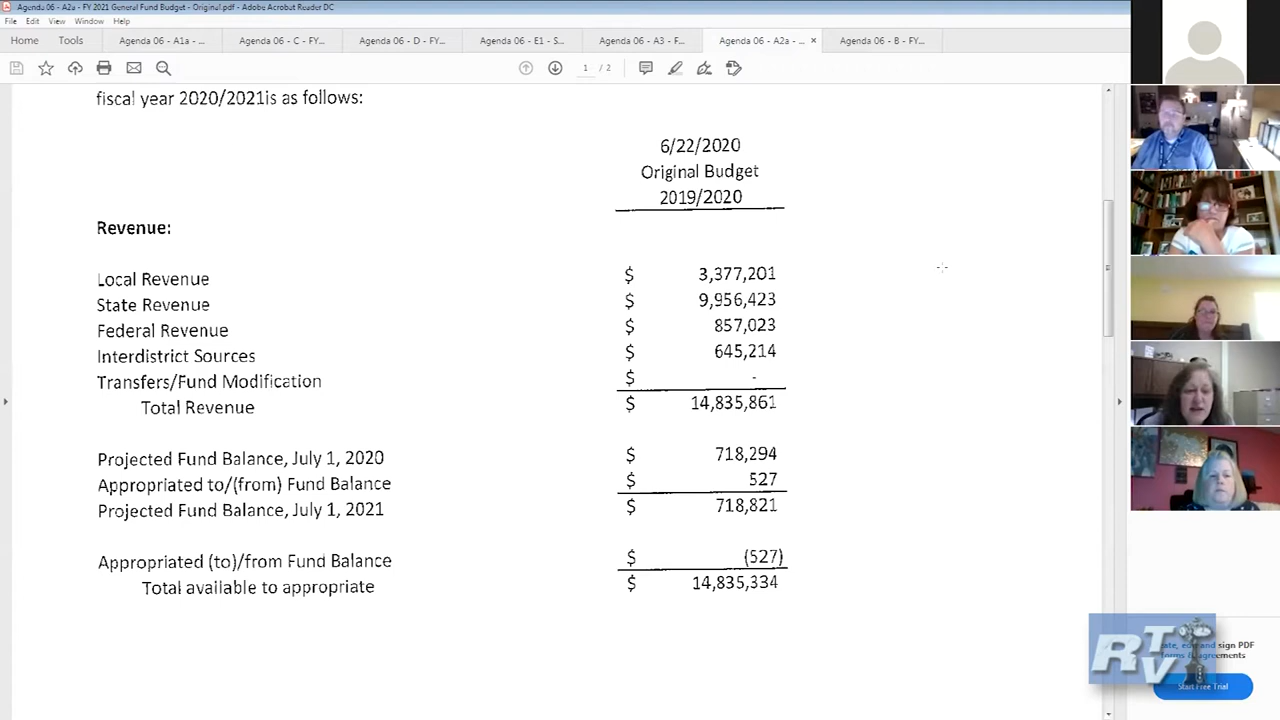 Agenda 06 - A2a - FY 2021 General Fund Budget - Original.pdf - Adobe Acrobat Reader DC
File Edit View Window Help
Home Tools Agenda 06 - A1a - ... Agenda 06 - C - FY... Agenda 06 - D - FY... Agenda 06 - E1 - S... Agenda 06 - A3 - F... Agenda 06 - A2a - ... × Agenda 06 - B - FY...
1 / 2
fiscal year 2020/2021is as follows:
6/22/2020
Original Budget
2019/2020
Revenue:
Local Revenue $ 3,377,201
State Revenue $ 9,956,423
Federal Revenue $ 857,023
Interdistrict Sources $ 645,214
Transfers/Fund Modification $ -
Total Revenue $ 14,835,861
Projected Fund Balance, July 1, 2020 $ 718,294
Appropriated to/(from) Fund Balance $ 527
Projected Fund Balance, July 1, 2021 $ 718,821
Appropriated (to)/from Fund Balance $ (527)
Total available to appropriate $ 14,835,334
RTV
and sign PDF
agreements
Start Free Trial